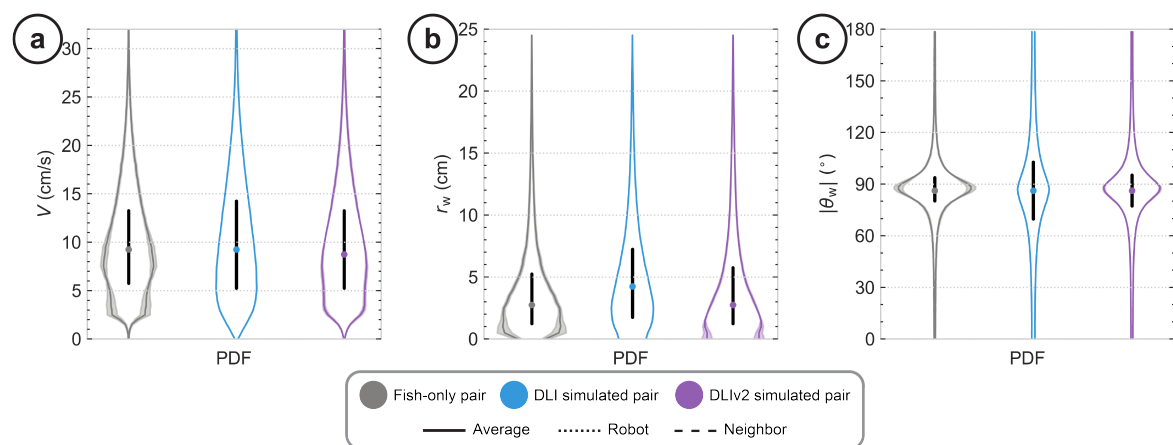 a
V (cm/s)
30
25
20
15
10
5
0
PDF
b
r_w (cm)
25
20
15
10
5
0
PDF
c
|θ_w| (°)
180
150
120
90
60
30
0
PDF
Fish-only pair DLI simulated pair DLIv2 simulated pair
Average Robot Neighbor